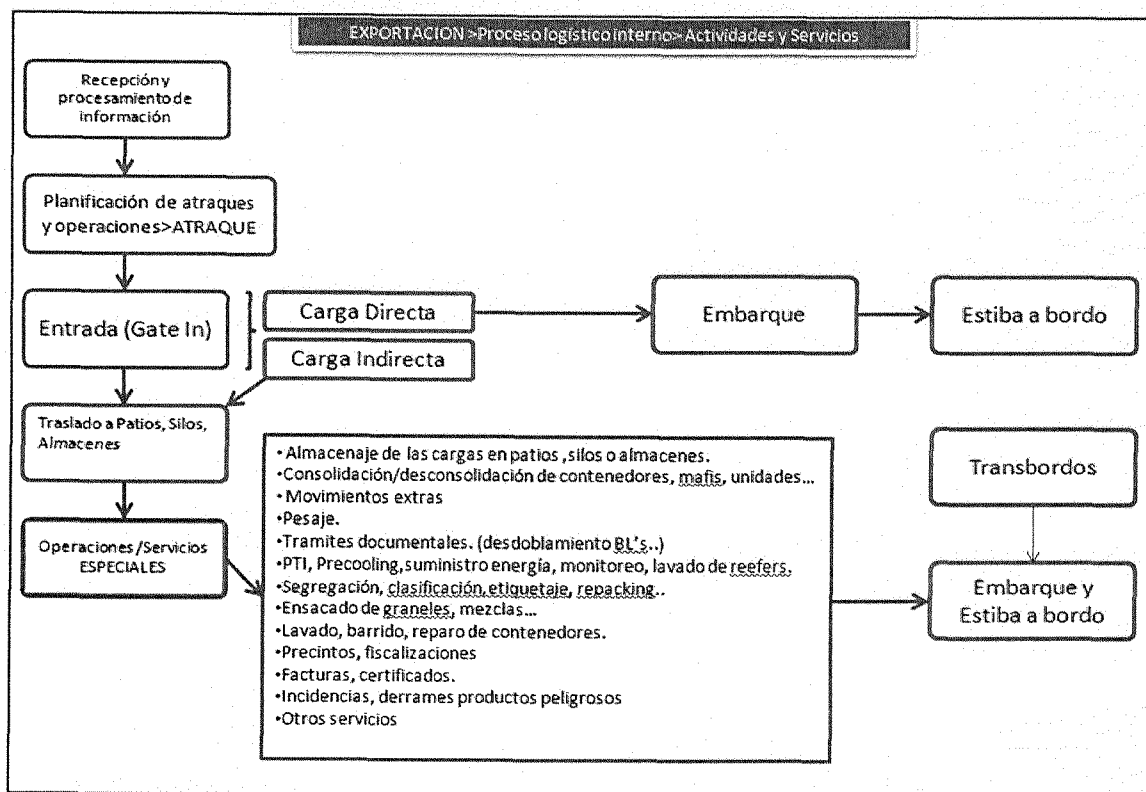 EXPORTACION >Proceso logístico interno> Actividades y Servicios
Recepción y
procesamiento de
información
Planificación de atraques
y operaciones>ATRAQUE
Entrada (Gate In)
Carga Directa
Carga Indirecta
Embarque
Estiba a bordo
Traslado a Patios, Silos,
Almacenes
Operaciones/Servicios
ESPECIALES
•Almacenaje de las cargas en patios ,silos o almacenes.
•Consolidación/desconsolidación de contenedores, mafis, unidades...
•Movimientos extras
•Pesaje.
•Tramites documentales. (desdoblamiento BL's..)
•PTI, Precooling,suministro energía, monitoreo, lavado de reefers.
•Segregación, clasificación,etiquetaje, repacking..
•Ensacado de graneles, mezclas...
•Lavado, barrido, reparo de contenedores.
•Precintos, fiscalizaciones
•Facturas, certificados.
•Incidencias, derrames productos peligrosos
•Otros servicios
Transbordos
Embarque y
Estiba a bordo